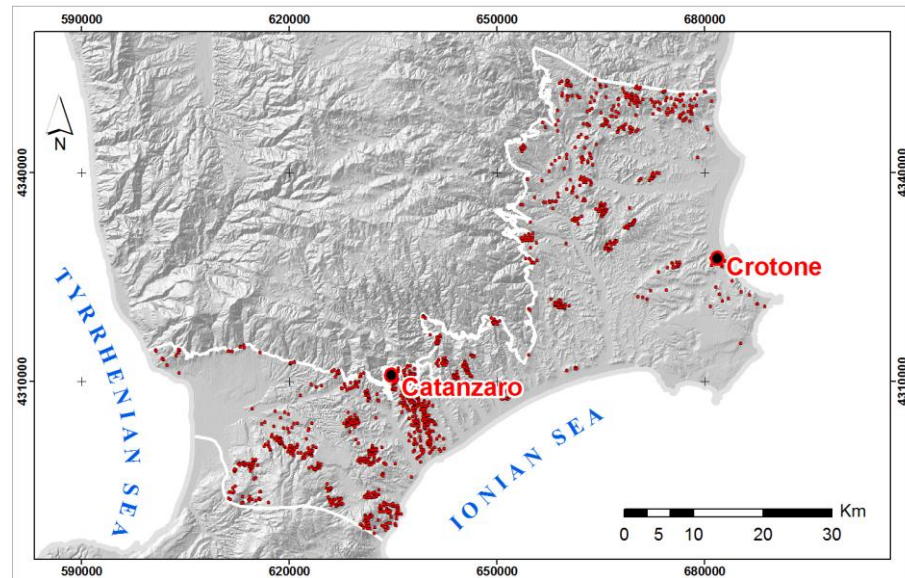 590000 620000 650000 680000
N
4340000 4340000
Crotone
TYRRHENIAN SEA
4310000 4310000
Catanzaro
IONIAN SEA
Km
0 5 10 20 30
590000 620000 650000 680000